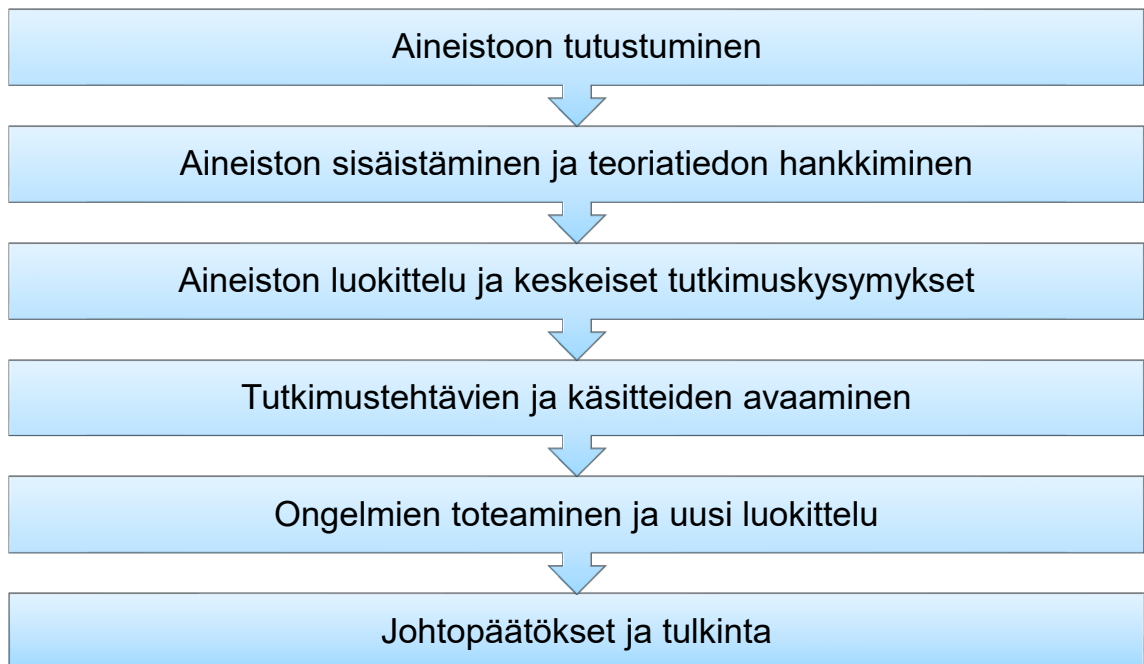 Aineistoon tutustuminen
Aineiston sisäistäminen ja teoriatiedon hankkiminen
Aineiston luokittelu ja keskeiset tutkimuskysymykset
Tutkimustehtävien ja käsitteiden avaaminen
Ongelmien toteaminen ja uusi luokittelu
Johtopäätökset ja tulkinta